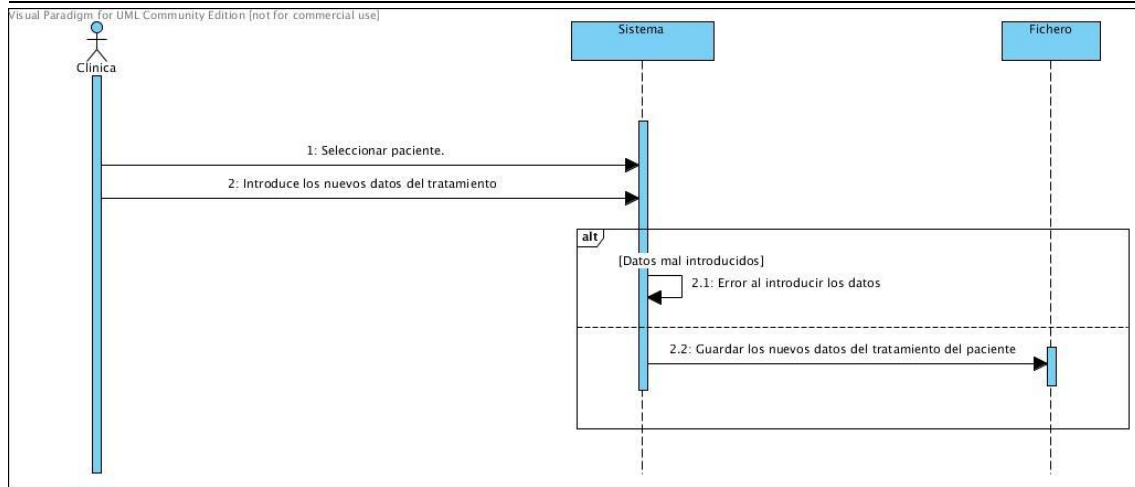 Visual Paradigm for UML Community Edition [not for commercial use]
Clinica
Sistema
Fichero
1: Seleccionar paciente.
2: Introduce los nuevos datos del tratamiento
alt
[Datos mal introducidos]
2.1: Error al introducir los datos
2.2: Guardar los nuevos datos del tratamiento del paciente